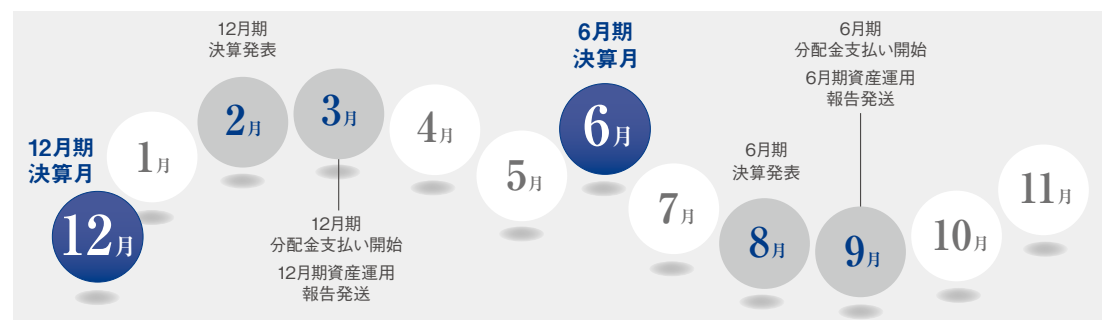 12月期
決算月
12月
1月
12月期
決算発表
2月
3月
12月期
分配金支払い開始
12月期資産運用
報告発送
4月
5月
6月期
決算月
6月
7月
6月期
決算発表
8月
6月期
分配金支払い開始
6月期資産運用
報告発送
9月
10月
11月